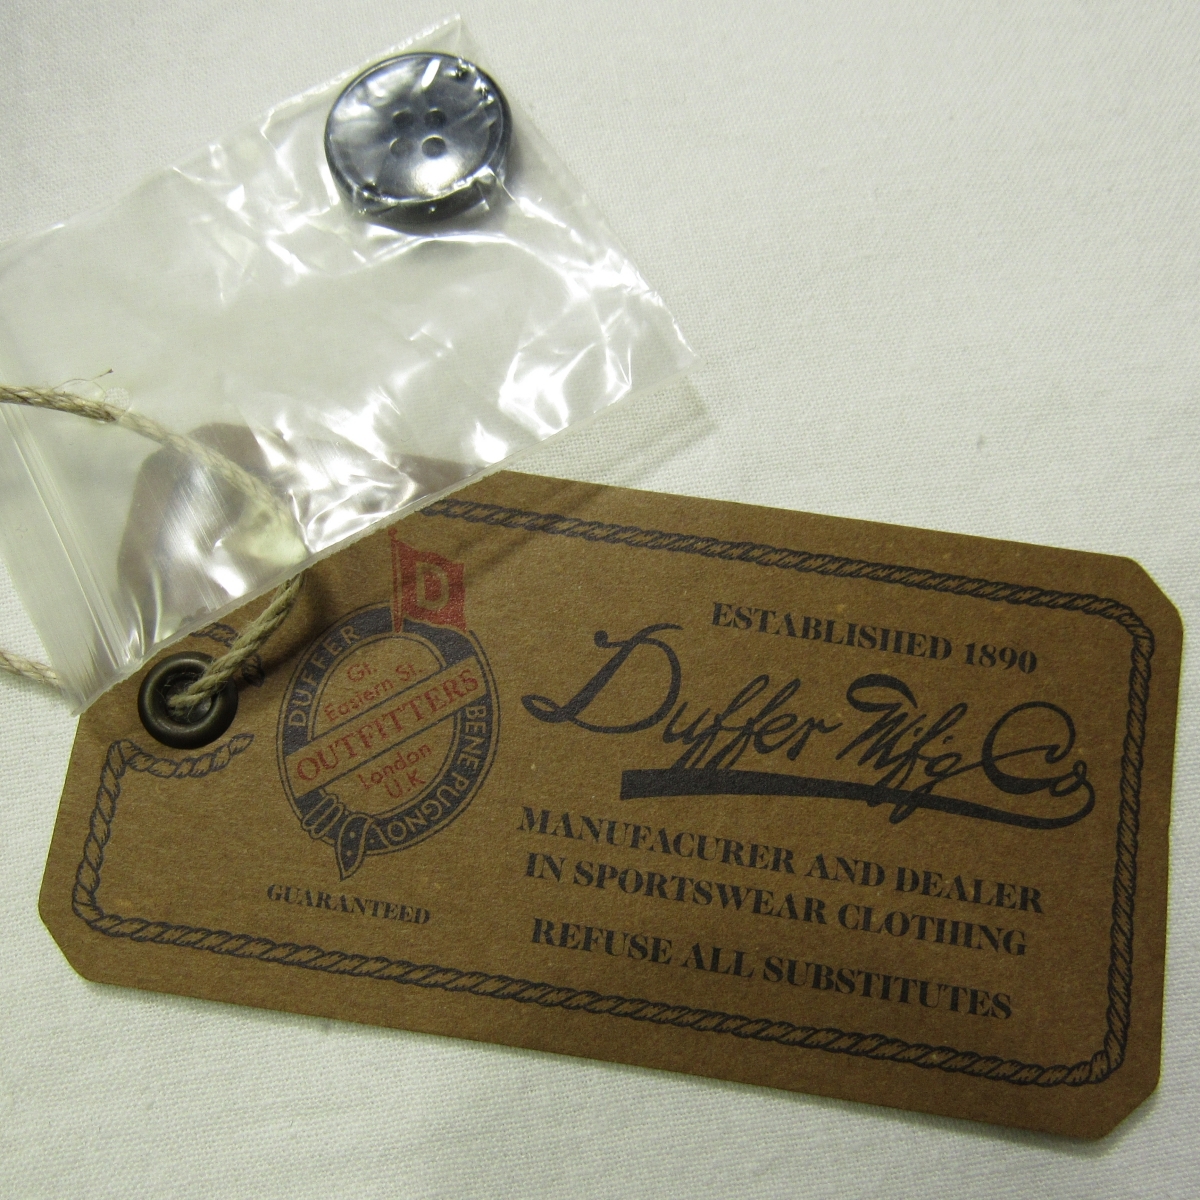 D
DUFFER
BENE PUGNO
Gt.
Eastern St.
OUTFITTERS
London
U.K
GUARANTEED
ESTABLISHED 1890
Duffer Mfg Co
MANUFACURER AND DEALER
IN SPORTSWEAR CLOTHING
REFUSE ALL SUBSTITUTES